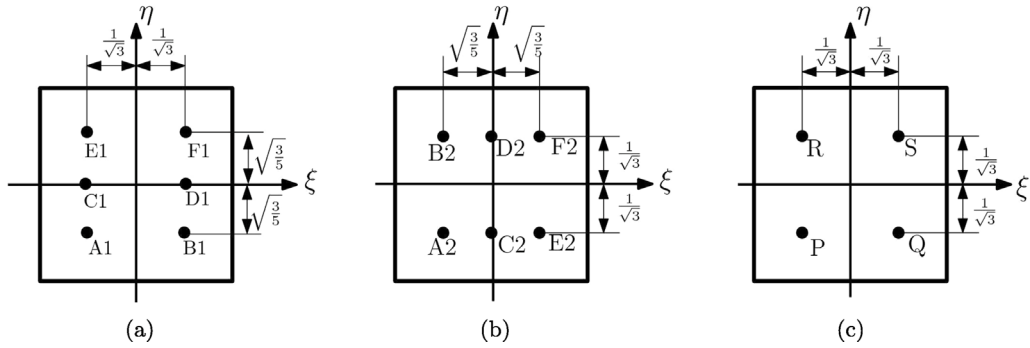 η η η
1/√3 1/√3 √3/5 √3/5 1/√3 1/√3
E1 F1 √3/5 B2 D2 F2 1/√3 R S 1/√3
ξ ξ ξ
C1 D1 √3/5 1/√3 1/√3
A1 B1 A2 C2 E2 P Q
(a) (b) (c)